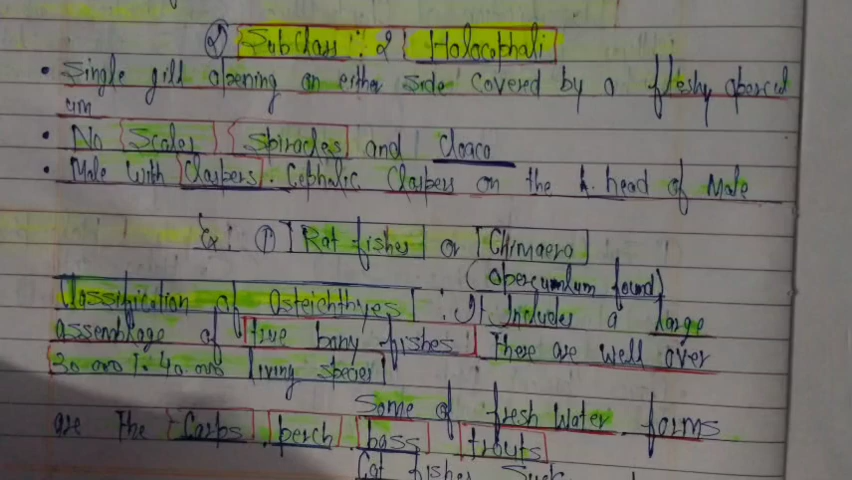 ② Subclass : 2 Holocephali
• Single gill opening on either side covered by a fleshy opercul
um
• No Scales Spiracles and cloaca
• Male with Claspers. Cephalic Claspers on the head of Male
Ex: ① Rat fishes or Chimaera
(operculum found)
Classification of Osteichthyes : It Includes a large
assemblage of true bony fishes There are well over
30.000 To 40.000 living species
Some of fresh water forms
are the Carps perch bass trouts
Cat fishes